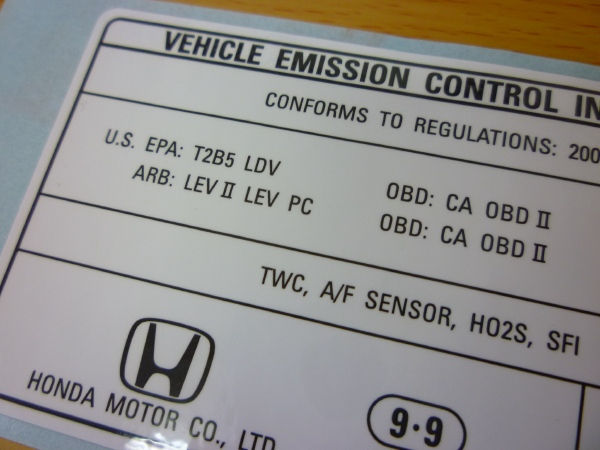 VEHICLE EMISSION CONTROL IN
CONFORMS TO REGULATIONS: 200
U.S. EPA: T2B5 LDV OBD: CA OBD II
ARB: LEV II LEV PC OBD: CA OBD II
TWC, A/F SENSOR, HO2S, SFI
HONDA MOTOR CO., LTD
9·9